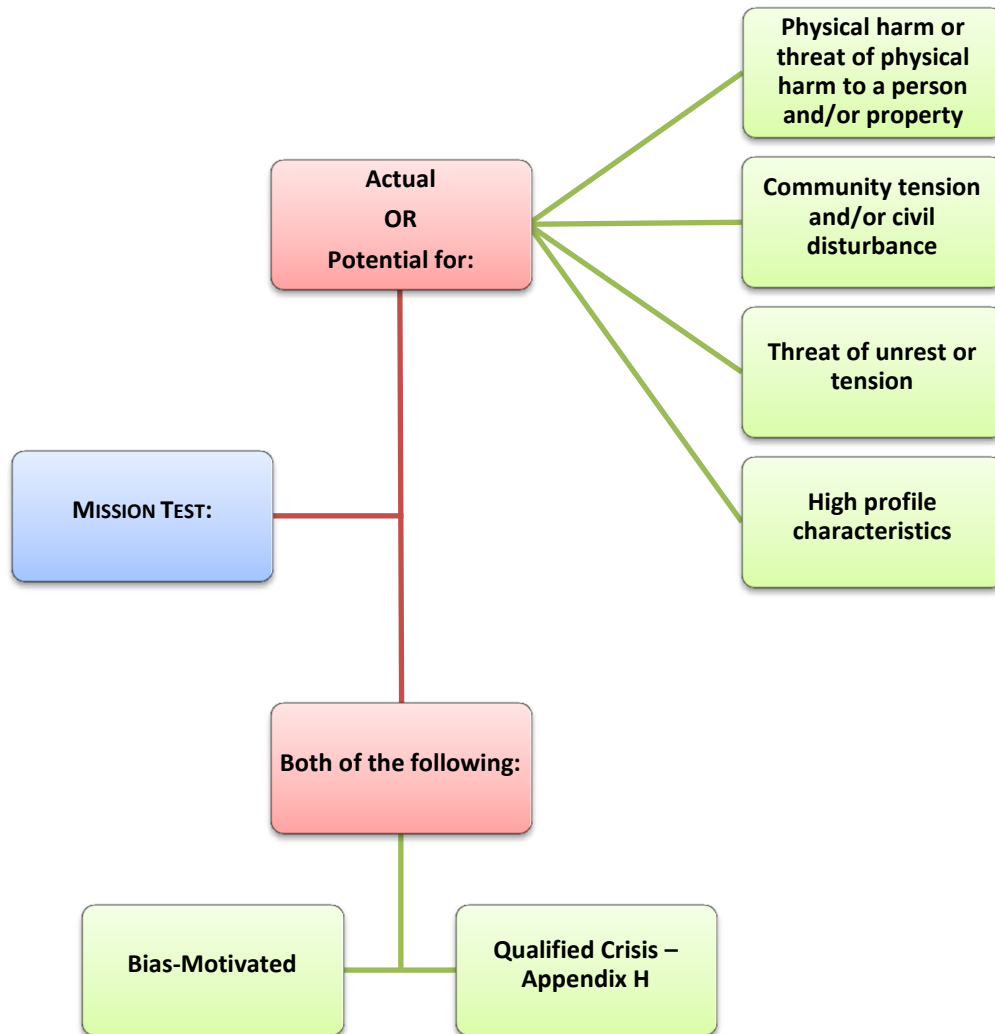 Physical harm or
threat of physical
harm to a person
and/or property
Actual
OR
Potential for:
Community tension
and/or civil
disturbance
Threat of unrest or
tension
MISSION TEST:
High profile
characteristics
Both of the following:
Bias-Motivated
Qualified Crisis –
Appendix H